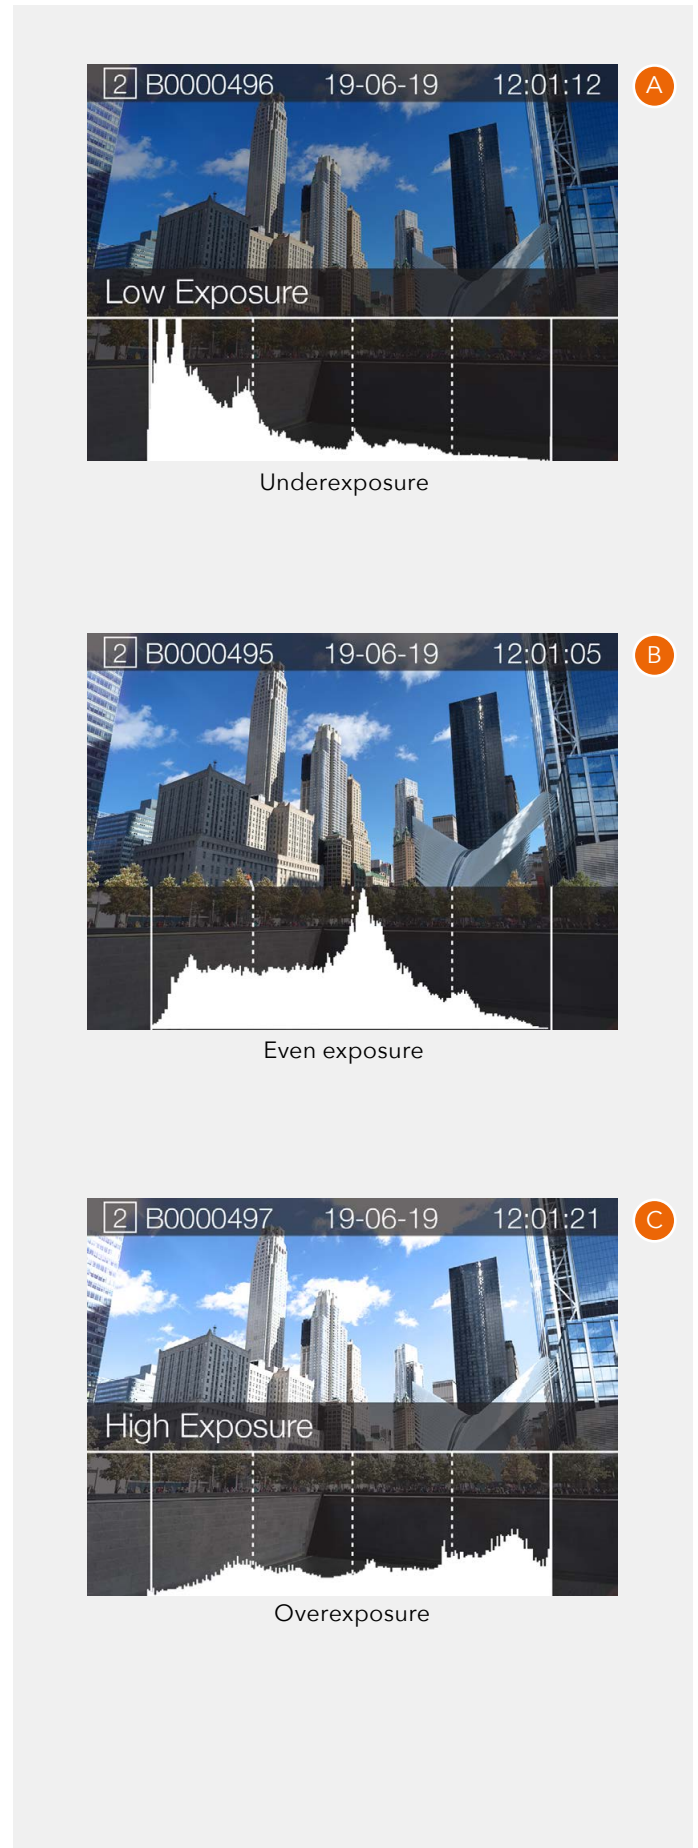 2 B0000496 19-06-19 12:01:12 A
Low Exposure
Underexposure
2 B0000495 19-06-19 12:01:05 B
Even exposure
2 B0000497 19-06-19 12:01:21 C
High Exposure
Overexposure